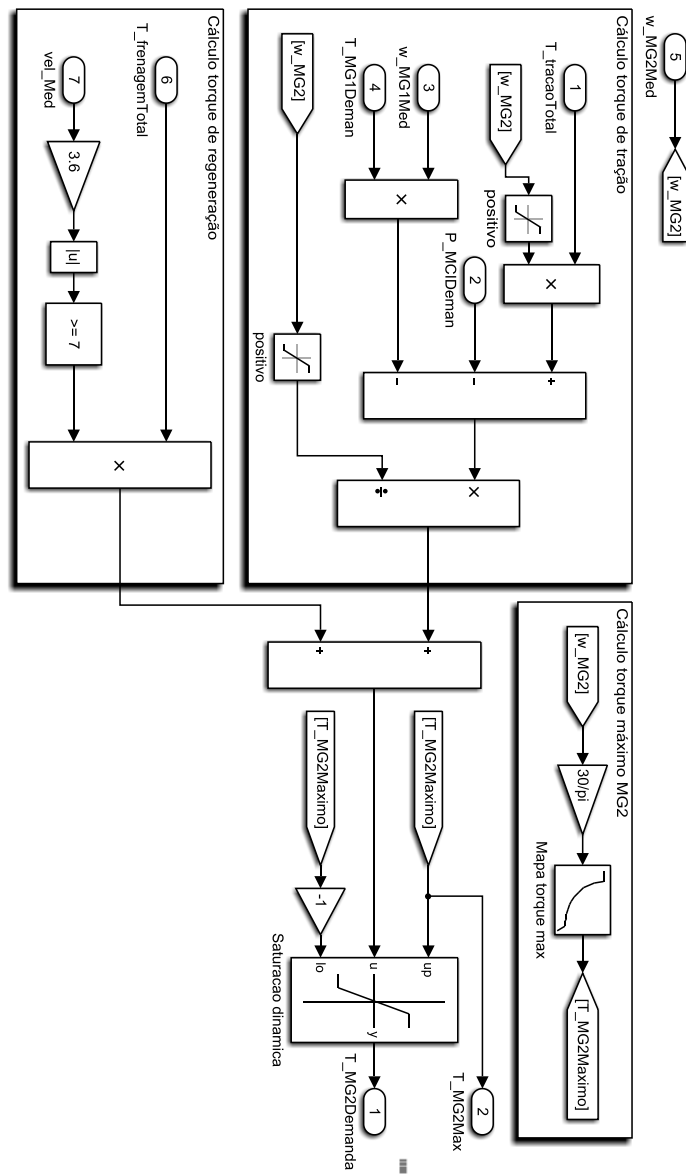 5
w_MG2Med
[w_MG2]
Cálculo torque de tração
1
T_tracaoTotal
[w_MG2]
positivo
×
3
w_MG1Med
4
T_MG1Deman
×
2
P_MCIDeman
[w_MG2]
positivo
+
-
-
×
÷
Cálculo torque máximo MG2
[w_MG2]
30/pi
Mapa torque max
[T_MG2Maximo]
Cálculo torque de regeneração
6
T_frenagemTotal
7
vel_Med
3.6
|u|
>= 7
×
+
+
[T_MG2Maximo]
[T_MG2Maximo]
-1
up
u
lo
y
Saturacao dinamica
2
T_MG2Max
1
T_MG2Demanda